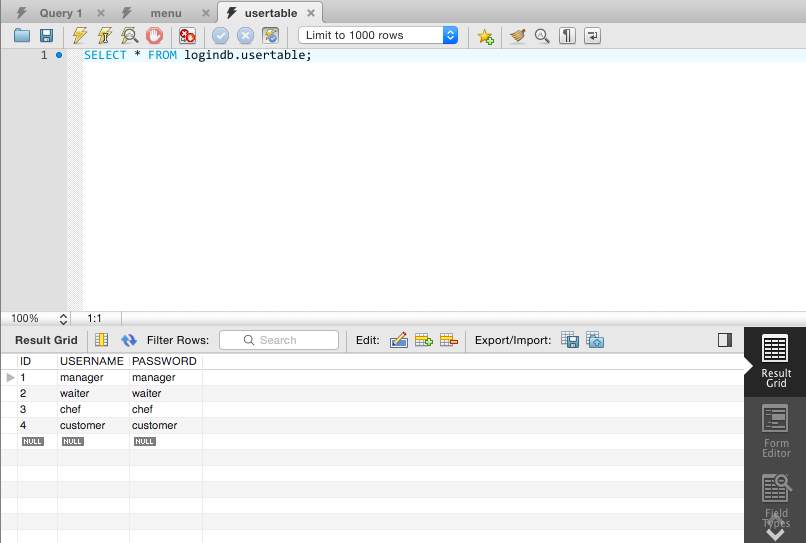 Query 1 menu usertable
Limit to 1000 rows
1 SELECT * FROM logindb.usertable;
100% 1:1
Result Grid Filter Rows: Search Edit: Export/Import:
ID USERNAME PASSWORD
1 manager manager
2 waiter waiter
3 chef chef
4 customer customer
NULL NULL NULL
Result
Grid
Form
Editor
Field
Types